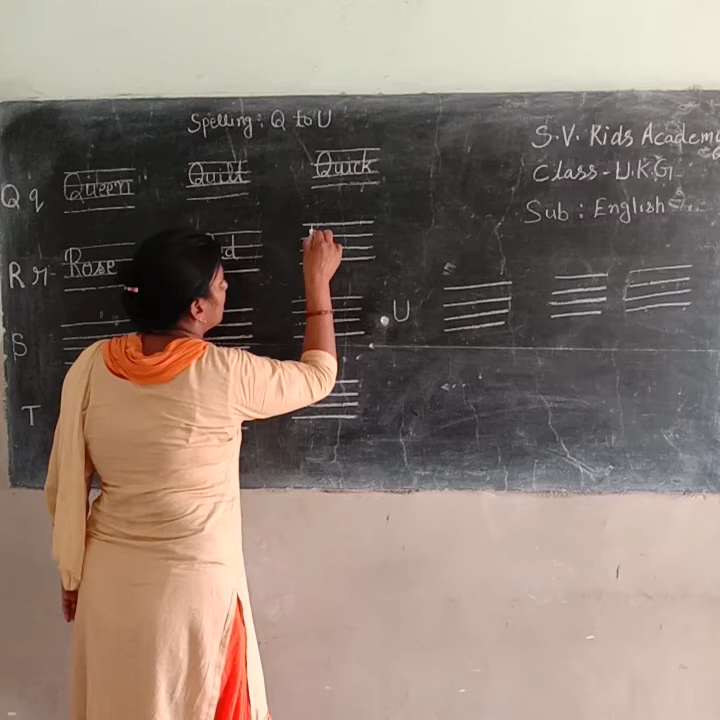 Spelling: Q to U
S.V. Kids Academy
Class - U.K.G.
Sub : English
Q q Queen Quilt Quick
R r Rose
S
T
U